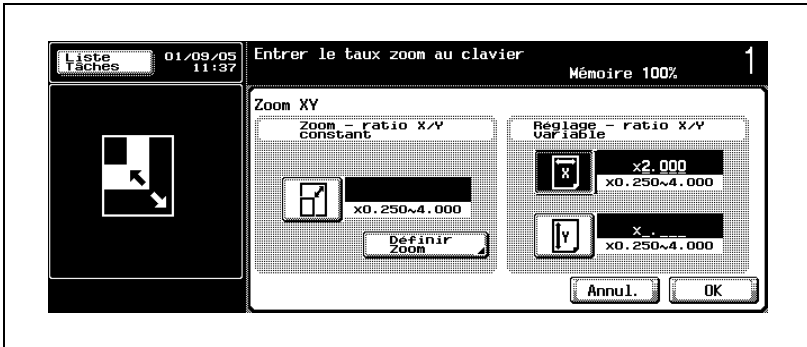 Liste
Tâches
01/09/05
11:37
Entrer le taux zoom au clavier
Mémoire 100%
1
Zoom XY
Zoom - ratio X/Y
constant
x0.250~4.000
Définir
Zoom
Réglage - ratio X/Y
variable
X
x2.000
x0.250~4.000
Y
x_.___
x0.250~4.000
Annul.
OK